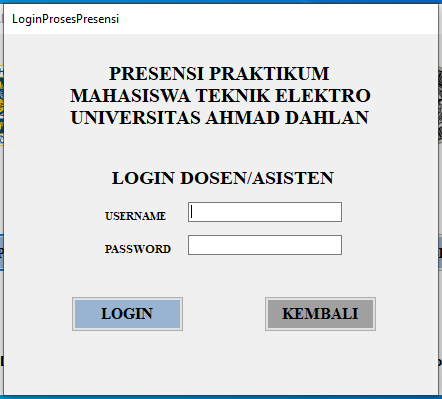 LoginProsesPresensi
PRESENSI PRAKTIKUM
MAHASISWA TEKNIK ELEKTRO
UNIVERSITAS AHMAD DAHLAN
LOGIN DOSEN/ASISTEN
USERNAME
PASSWORD
LOGIN
KEMBALI